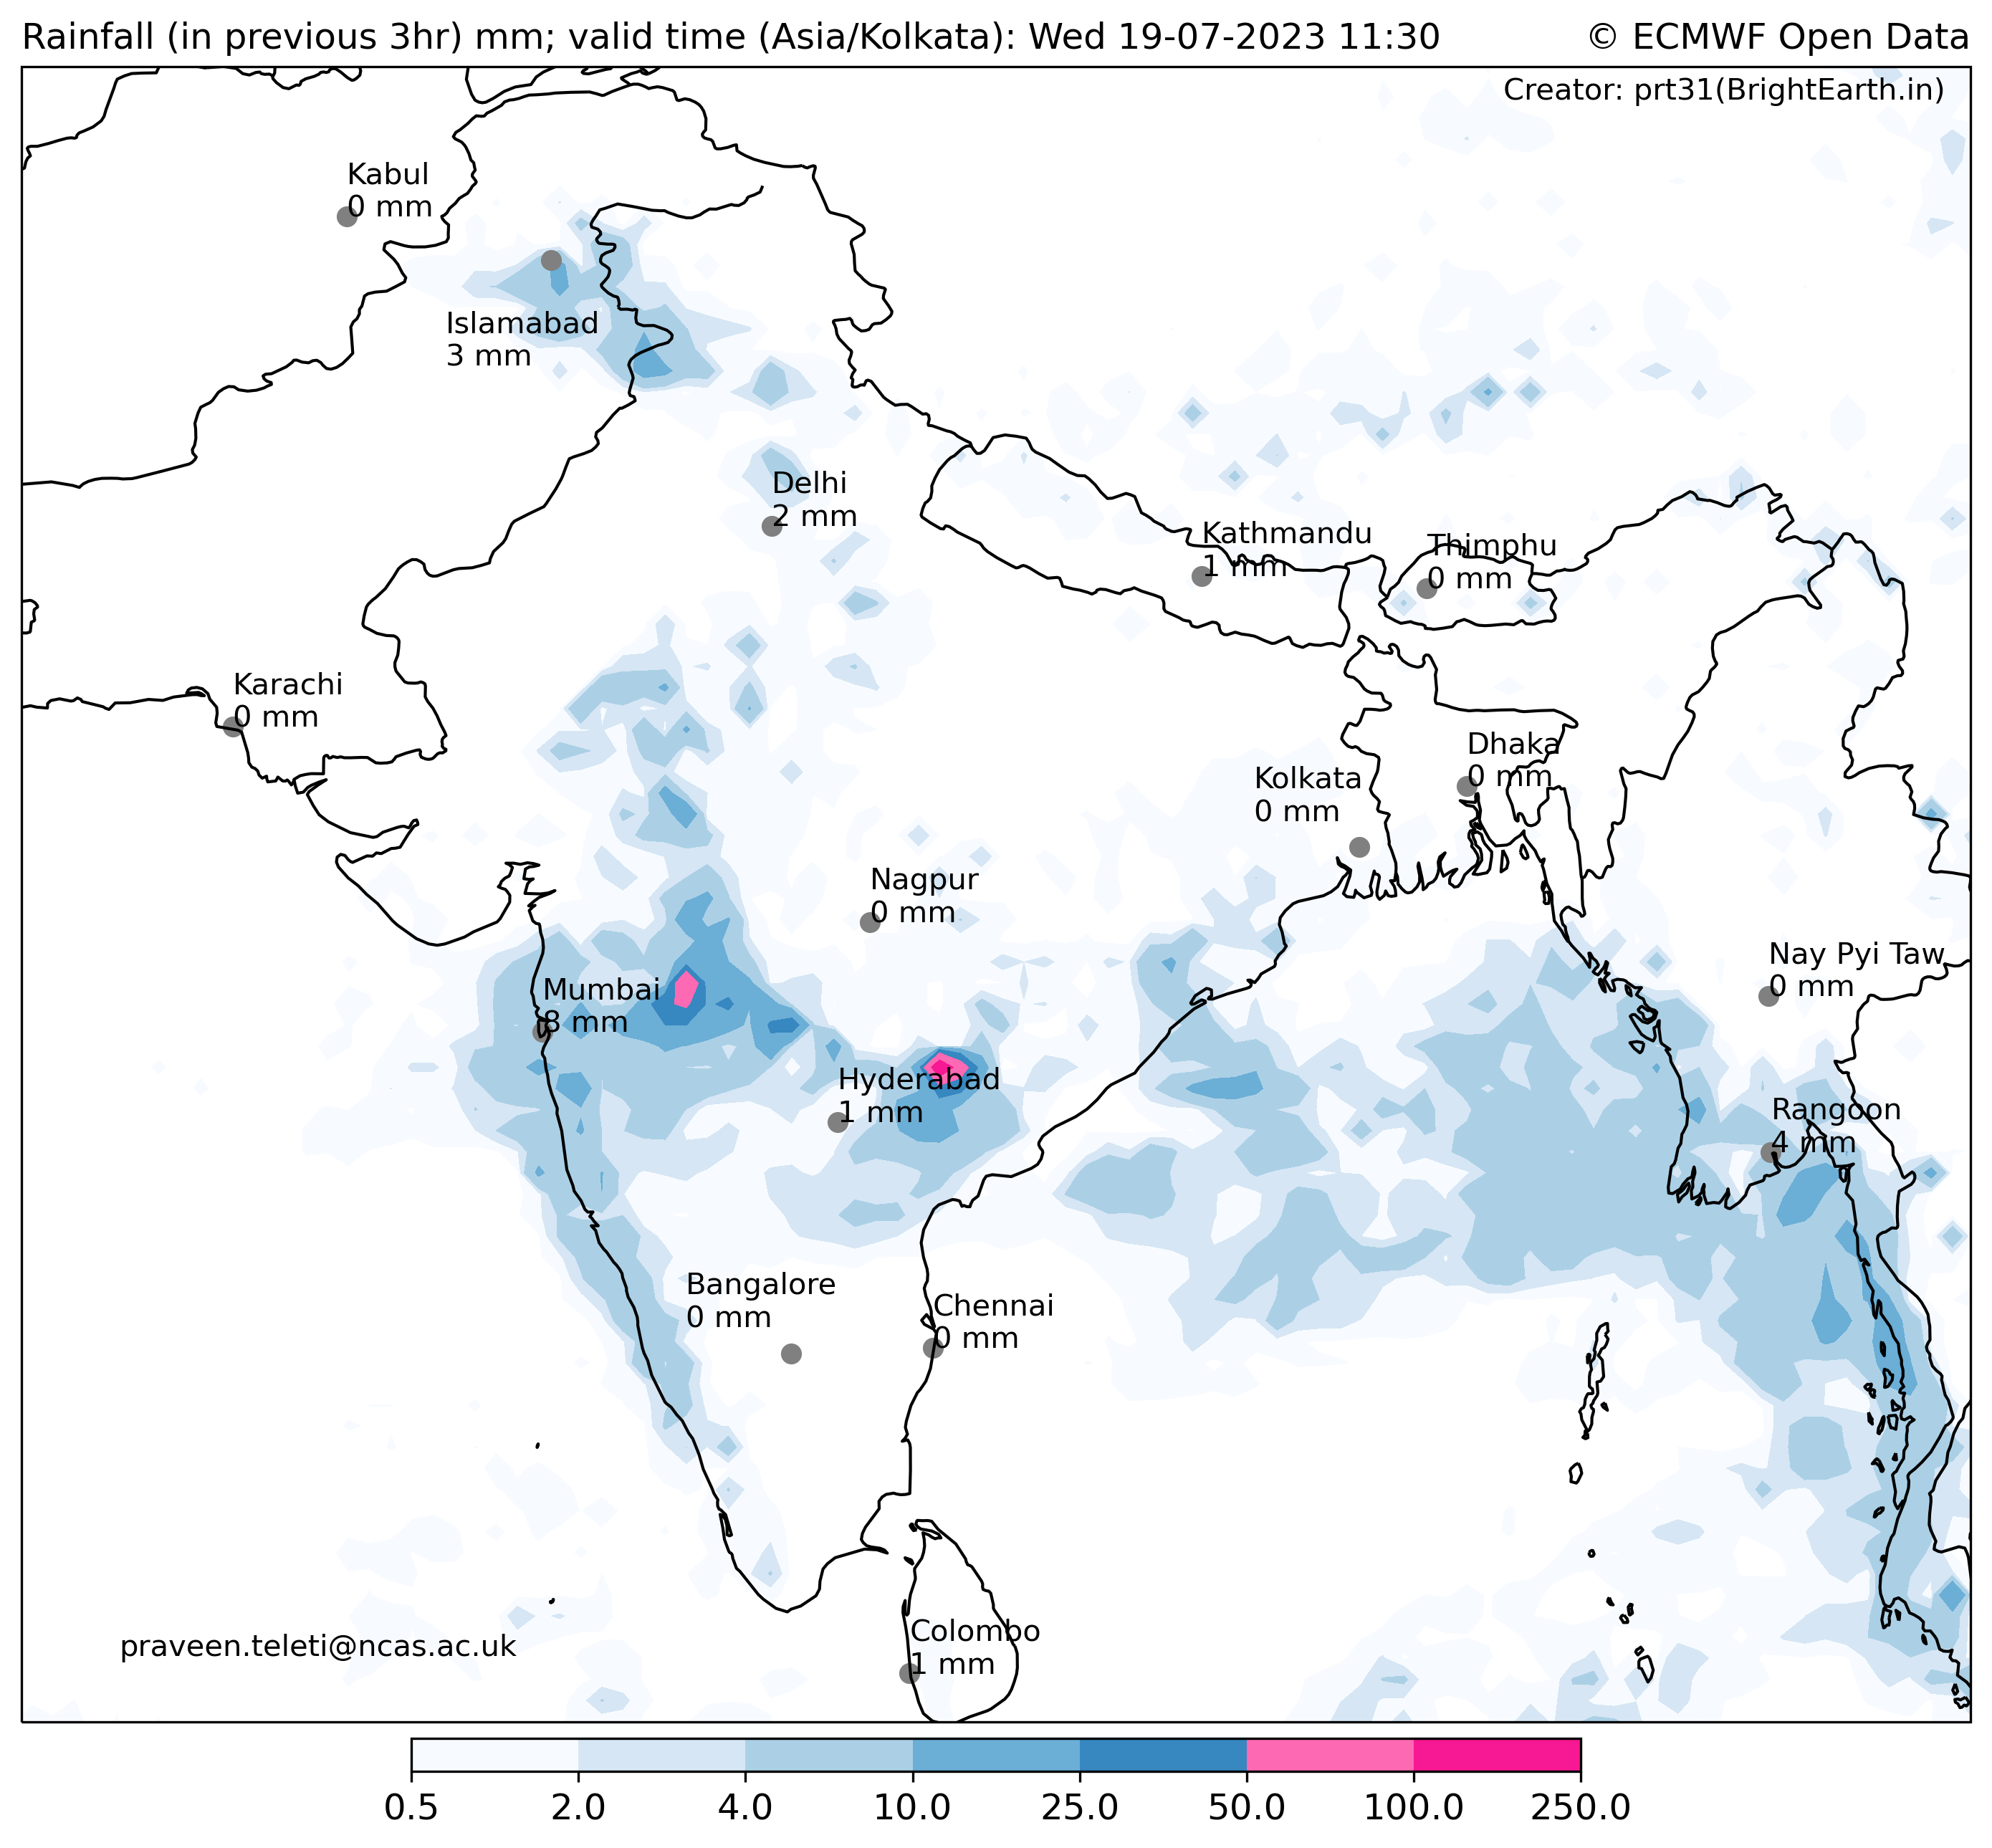 Rainfall (in previous 3hr) mm; valid time (Asia/Kolkata): Wed 19-07-2023 11:30
© ECMWF Open Data
Creator: prt31(BrightEarth.in)
Kabul
0 mm
Islamabad
3 mm
Delhi
2 mm
Kathmandu
1 mm
Thimphu
0 mm
Karachi
0 mm
Dhaka
0 mm
Kolkata
0 mm
Nagpur
0 mm
Nay Pyi Taw
0 mm
Mumbai
8 mm
Hyderabad
1 mm
Rangoon
4 mm
Bangalore
0 mm
Chennai
0 mm
Colombo
1 mm
praveen.teleti@ncas.ac.uk
0.5 2.0 4.0 10.0 25.0 50.0 100.0 250.0